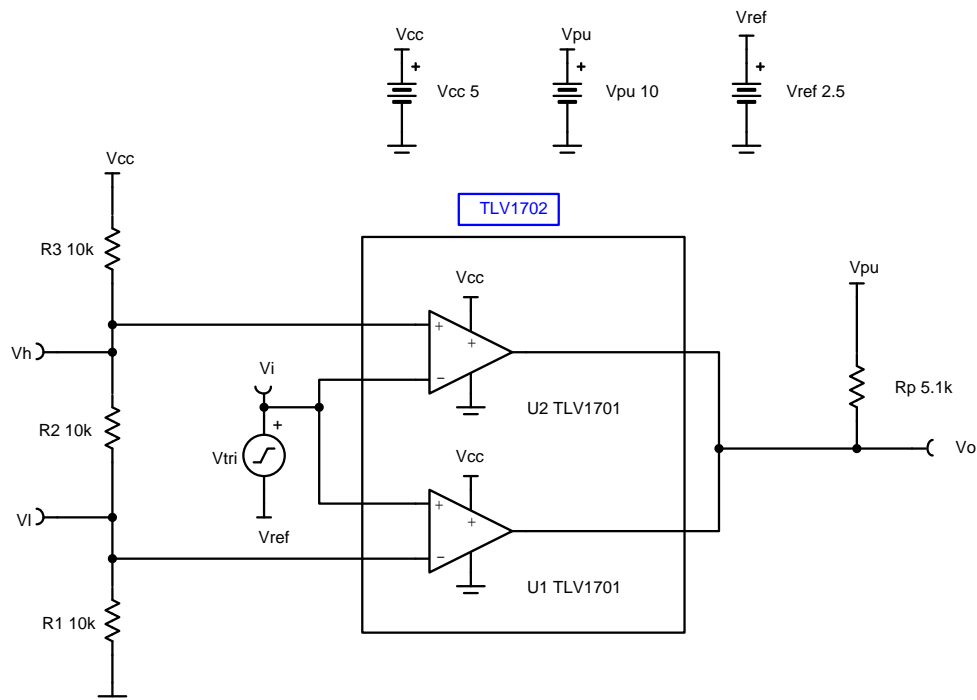 Vcc
Vpu
Vref
+
+
+
Vcc 5
Vpu 10
Vref 2.5
Vcc
TLV1702
R3 10k
Vcc
Vpu
+
+
−
Vh
Vi
U2 TLV1701
Rp 5.1k
R2 10k
+
Vtri
Vcc
Vo
+
+
−
Vl
Vref
U1 TLV1701
R1 10k